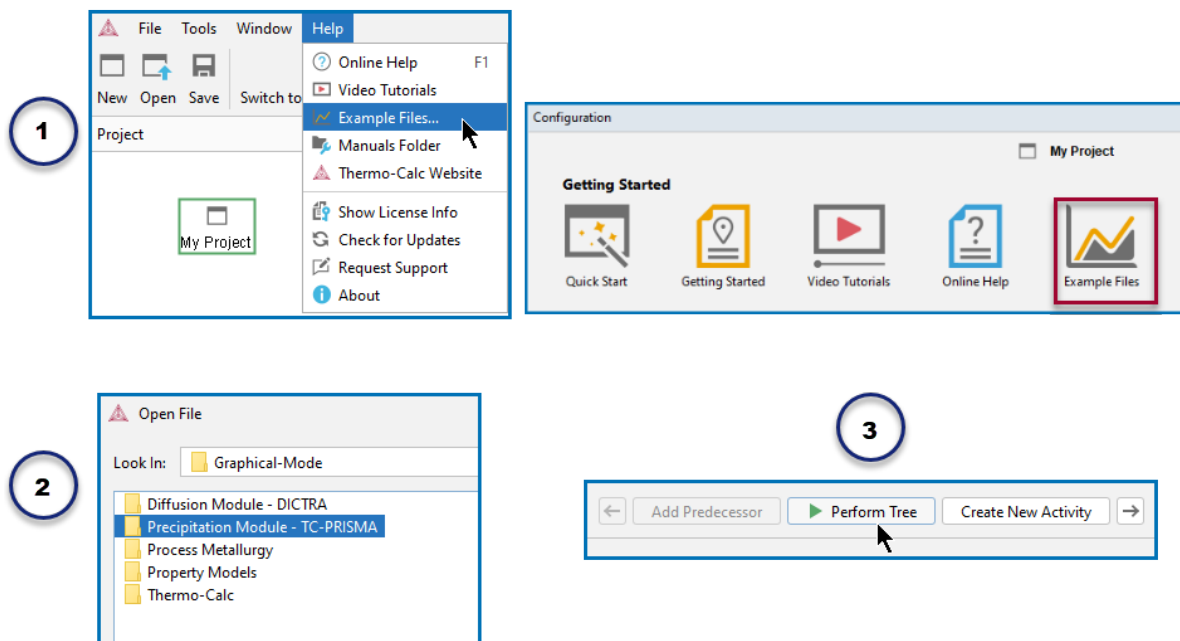 1
File Tools Window Help
New Open Save Switch to
Project
My Project
Online Help F1
Video Tutorials
Example Files...
Manuals Folder
Thermo-Calc Website
Show License Info
Check for Updates
Request Support
About
Configuration
My Project
Getting Started
Quick Start Getting Started Video Tutorials Online Help Example Files
2
Open File
Look In: Graphical-Mode
Diffusion Module - DICTRA
Precipitation Module - TC-PRISMA
Process Metallurgy
Property Models
Thermo-Calc
3
Add Predecessor Perform Tree Create New Activity